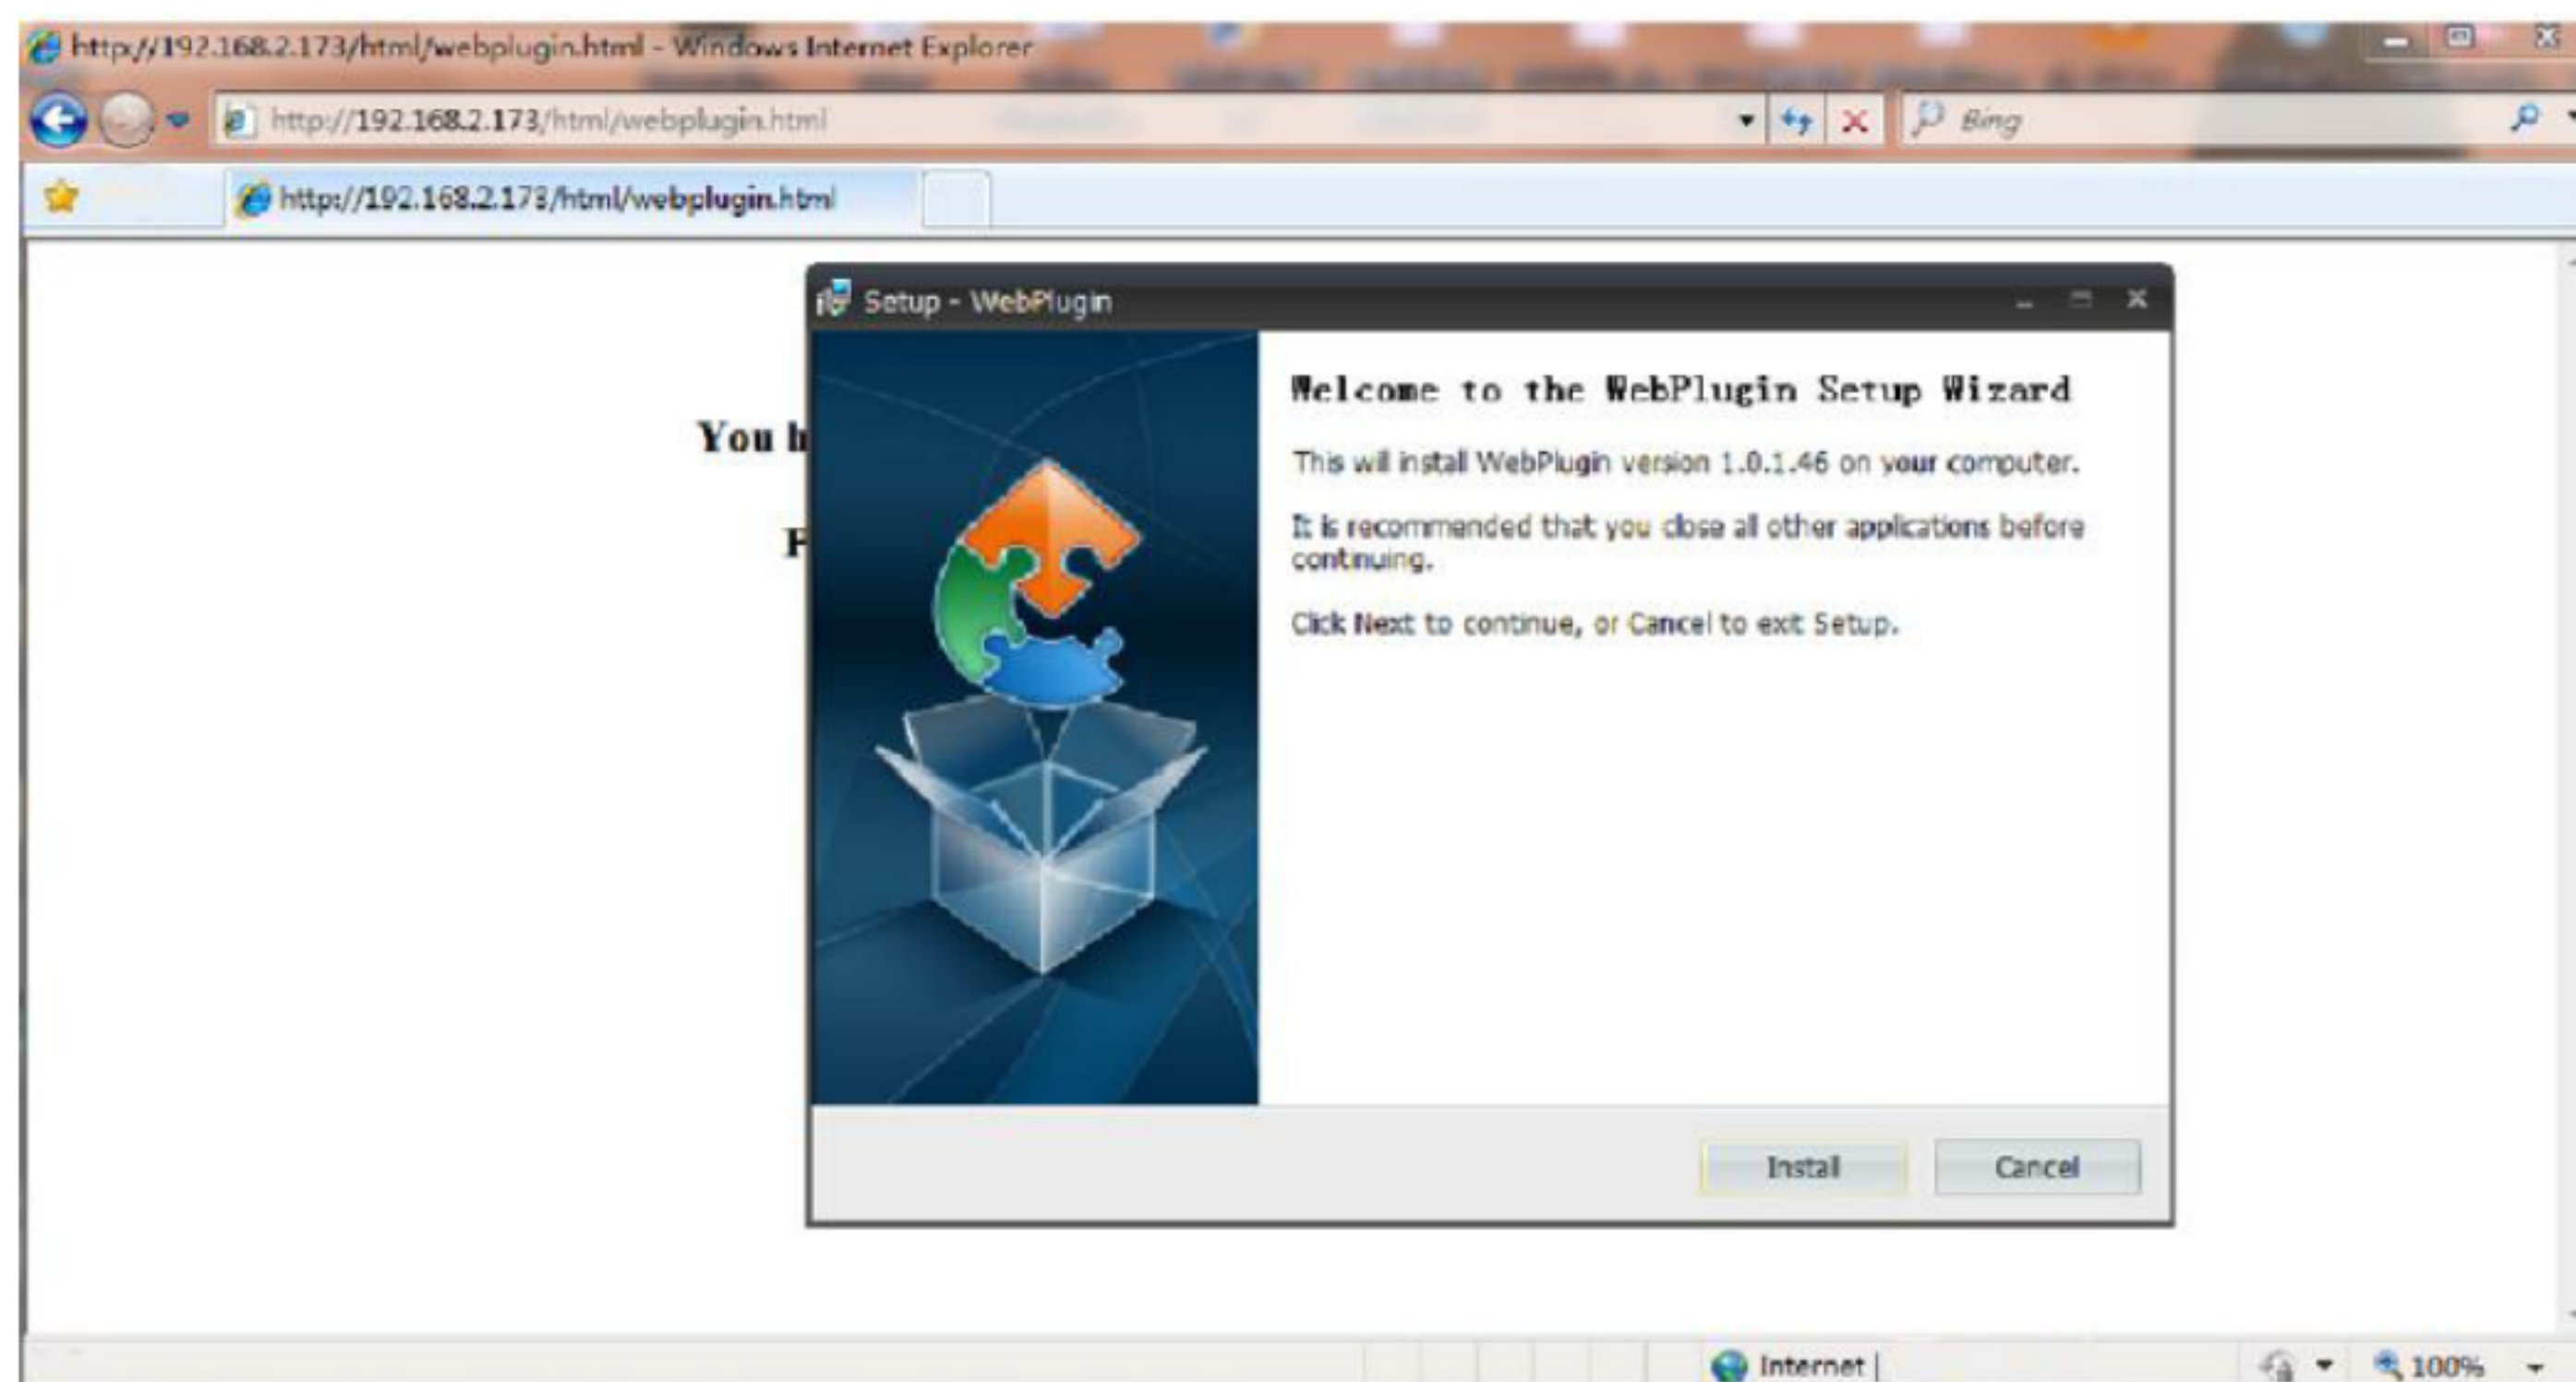 http://192.168.2.173/html/webplugin.html - Windows Internet Explorer
http://192.168.2.173/html/webplugin.html
Bing
http://192.168.2.173/html/webplugin.html
Setup - WebPlugin
Welcome to the WebPlugin Setup Wizard
This will install WebPlugin version 1.0.1.46 on your computer.
It is recommended that you close all other applications before
continuing.
Click Next to continue, or Cancel to exit Setup.
You h
Install
Cancel
Internet
100%